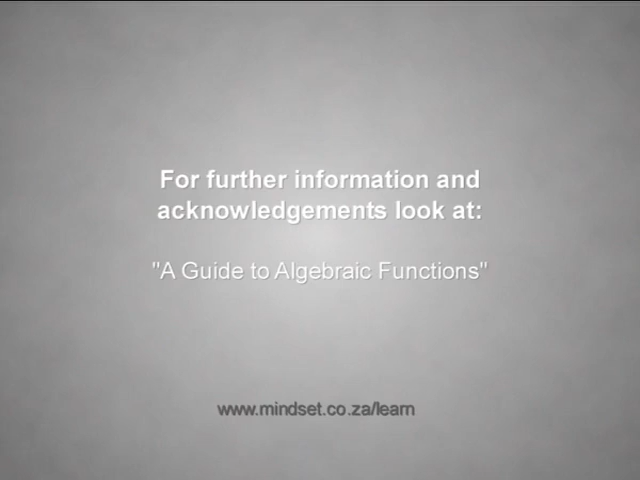 For further information and
acknowledgements look at:
"A Guide to Algebraic Functions"
www.mindset.co.za/learn